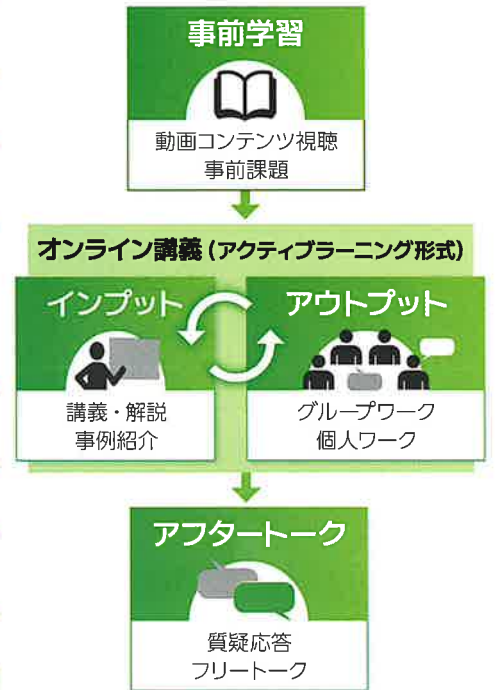 事前学習
動画コンテンツ視聴
事前課題
オンライン講義（アクティブラーニング形式）
インプット
講義・解説
事例紹介
アウトプット
グループワーク
個人ワーク
アフタートーク
質疑応答
フリートーク